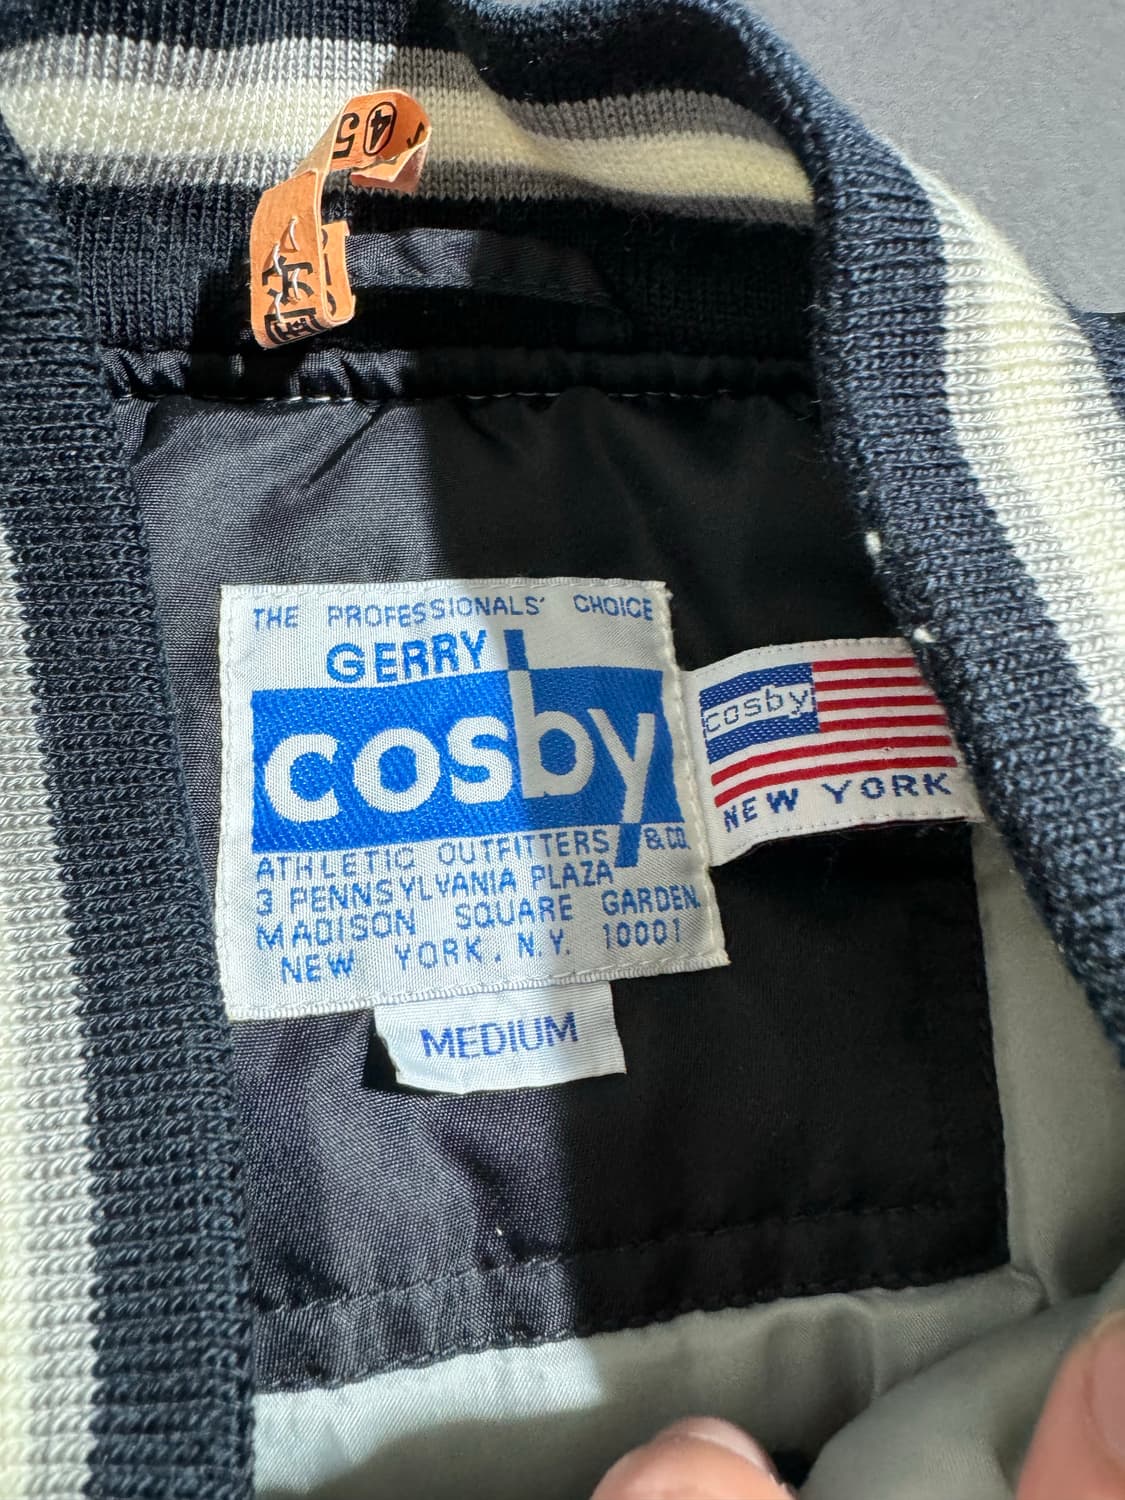 45
THE PROFESSIONALS' CHOICE
GERRY
cosby
ATHLETIC OUTFITTERS & CO.
3 PENNSYLVANIA PLAZA
MADISON SQUARE GARDEN.
NEW YORK, N.Y. 10001
MEDIUM
cosby
NEW YORK